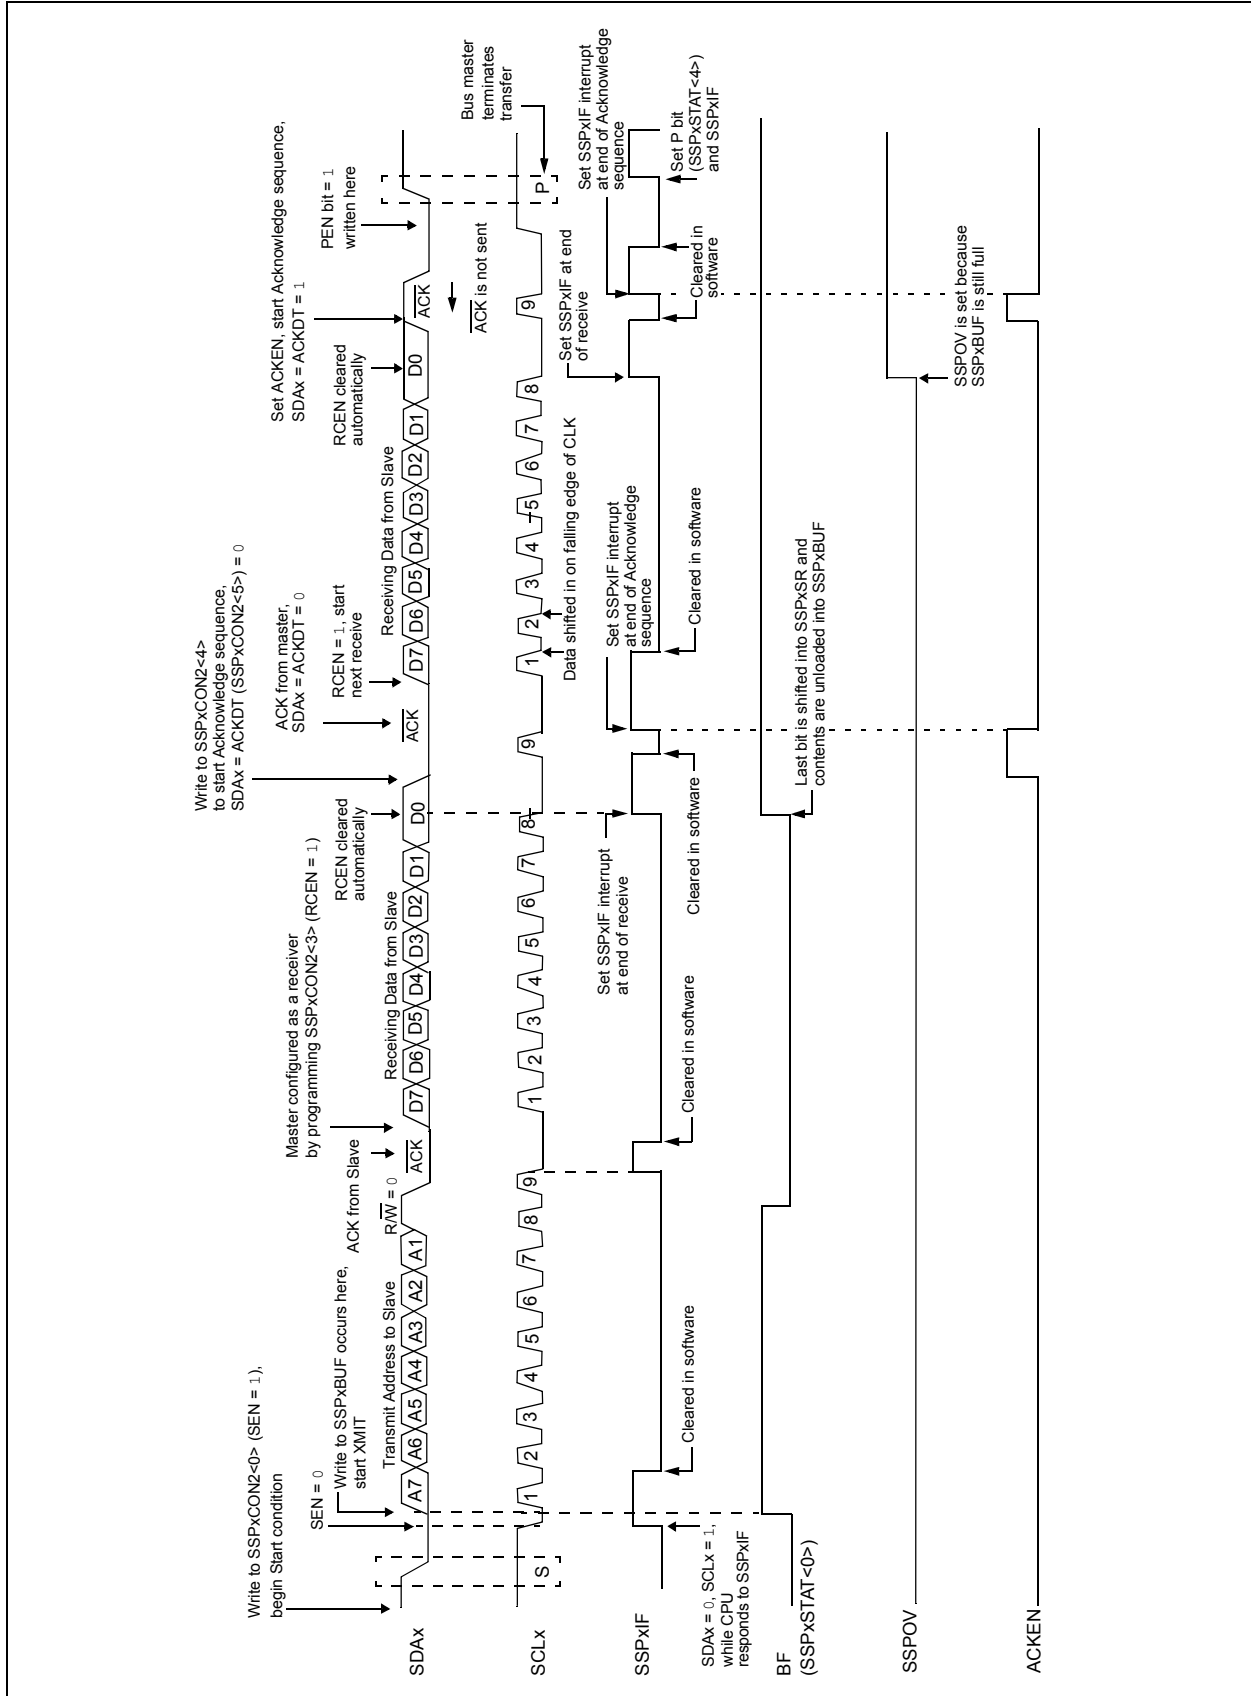 Write to SSPxCON2<0> (SEN = 1),
begin Start condition
SEN = 0
Write to SSPxBUF occurs here,
start XMIT
Transmit Address to Slave
R/W = 0
ACK from Slave
Master configured as a receiver
by programming SSPxCON2<3> (RCEN = 1)
Receiving Data from Slave
RCEN cleared
automatically
Write to SSPxCON2<4>
to start Acknowledge sequence,
SDAx = ACKDT (SSPxCON2<5>) = 0
ACK from master,
SDAx = ACKDT = 0
RCEN = 1, start
next receive
Receiving Data from Slave
RCEN cleared
automatically
Set ACKEN, start Acknowledge sequence,
SDAx = ACKDT = 1
PEN bit = 1
written here
SDAx
A7 A6 A5 A4 A3 A2 A1 ACK D7 D6 D5 D4 D3 D2 D1 D0 ACK D7 D6 D5 D4 D3 D2 D1 D0 ACK
ACK is not sent
Bus master
terminates
transfer
SCLx
S 1 2 3 4 5 6 7 8 9 1 2 3 4 5 6 7 8 9 1 2 3 4 5 6 7 8 9 P
Data shifted in on falling edge of CLK
Set SSPxIF interrupt
at end of receive
Set SSPxIF interrupt
at end of Acknowledge
sequence
Set SSPxIF at end
of receive
Set SSPxIF interrupt
at end of Acknowledge
sequence
SSPxIF
SDAx = 0, SCLx = 1,
while CPU
responds to SSPxIF
Cleared in software
Cleared in software
Cleared in software
Cleared in software
Cleared in
software
Set P bit
(SSPxSTAT<4>)
and SSPxIF
BF
(SSPxSTAT<0>)
Last bit is shifted into SSPxSR and
contents are unloaded into SSPxBUF
SSPOV
SSPOV is set because
SSPxBUF is still full
ACKEN